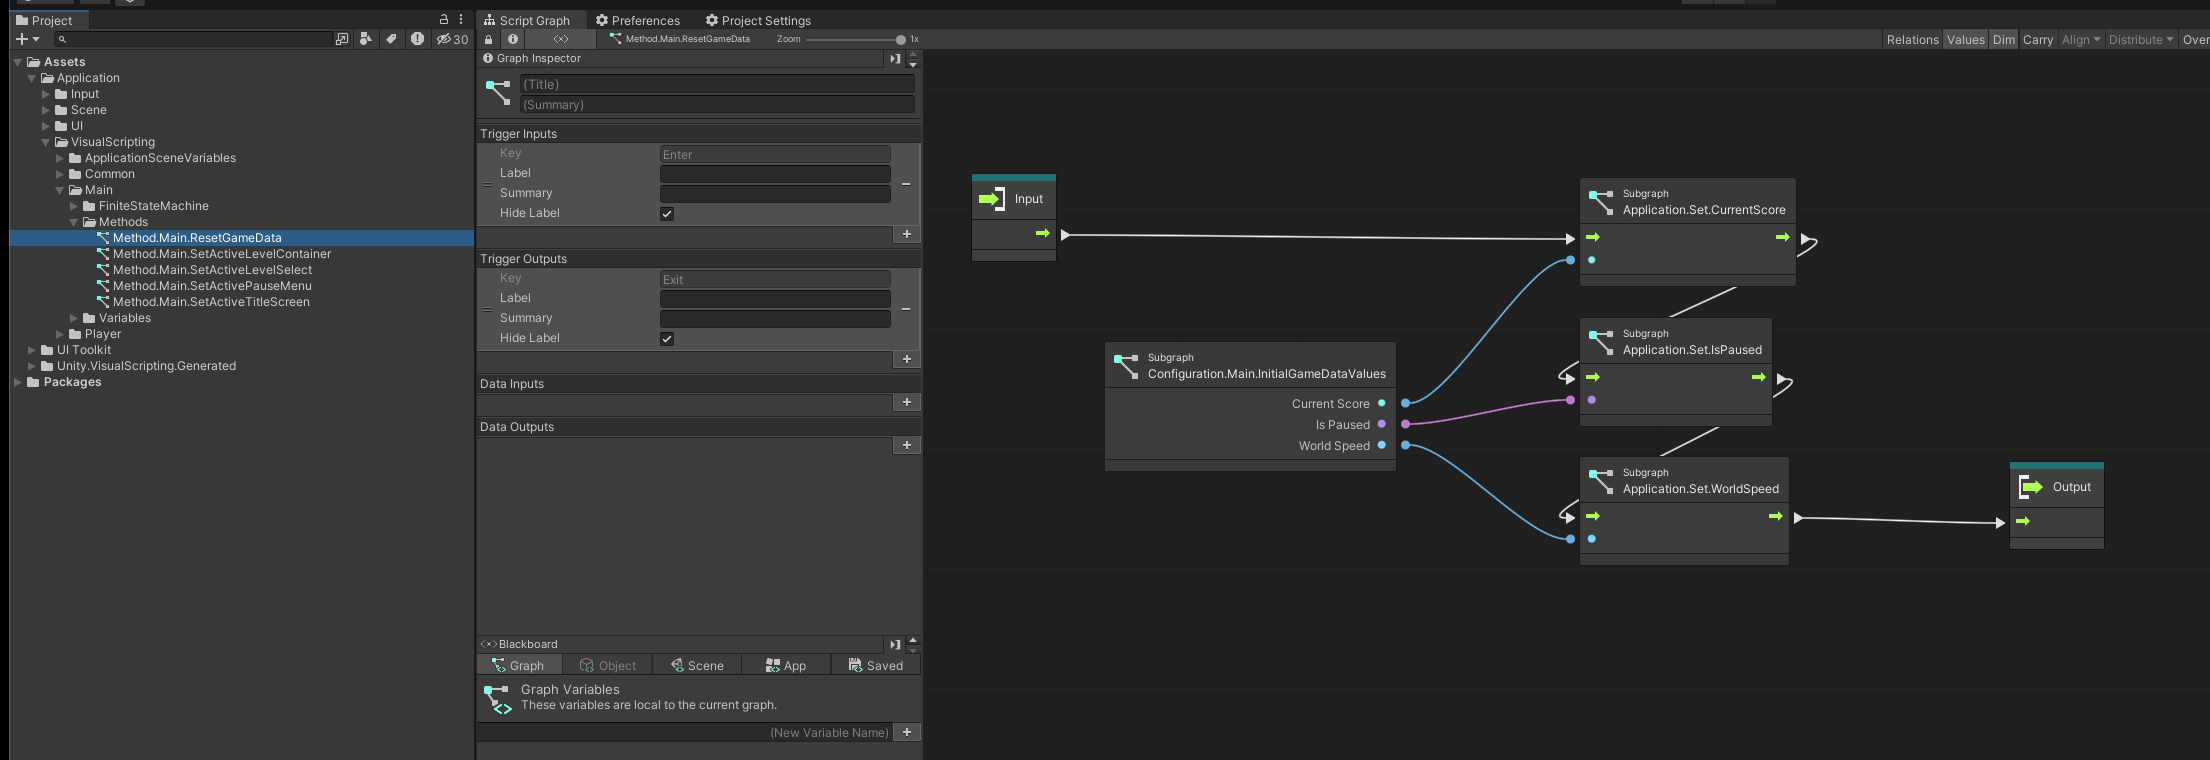 Project
30
Assets
Application
Input
Scene
UI
VisualScripting
ApplicationSceneVariables
Common
Main
FiniteStateMachine
Methods
Method.Main.ResetGameData
Method.Main.SetActiveLevelContainer
Method.Main.SetActiveLevelSelect
Method.Main.SetActivePauseMenu
Method.Main.SetActiveTitleScreen
Variables
Player
UI Toolkit
Unity.VisualScripting.Generated
Packages
Script Graph
Preferences
Project Settings
Method.Main.ResetGameData
Zoom
1x
Relations
Values
Dim
Carry
Align
Distribute
Over
Graph Inspector
(Title)
(Summary)
Trigger Inputs
Key
Enter
Label
Summary
Hide Label
Trigger Outputs
Key
Exit
Label
Summary
Hide Label
Data Inputs
Data Outputs
Blackboard
Graph
Object
Scene
App
Saved
Graph Variables
These variables are local to the current graph.
(New Variable Name)
Input
Subgraph
Configuration.Main.InitialGameDataValues
Current Score
Is Paused
World Speed
Subgraph
Application.Set.CurrentScore
Subgraph
Application.Set.IsPaused
Subgraph
Application.Set.WorldSpeed
Output